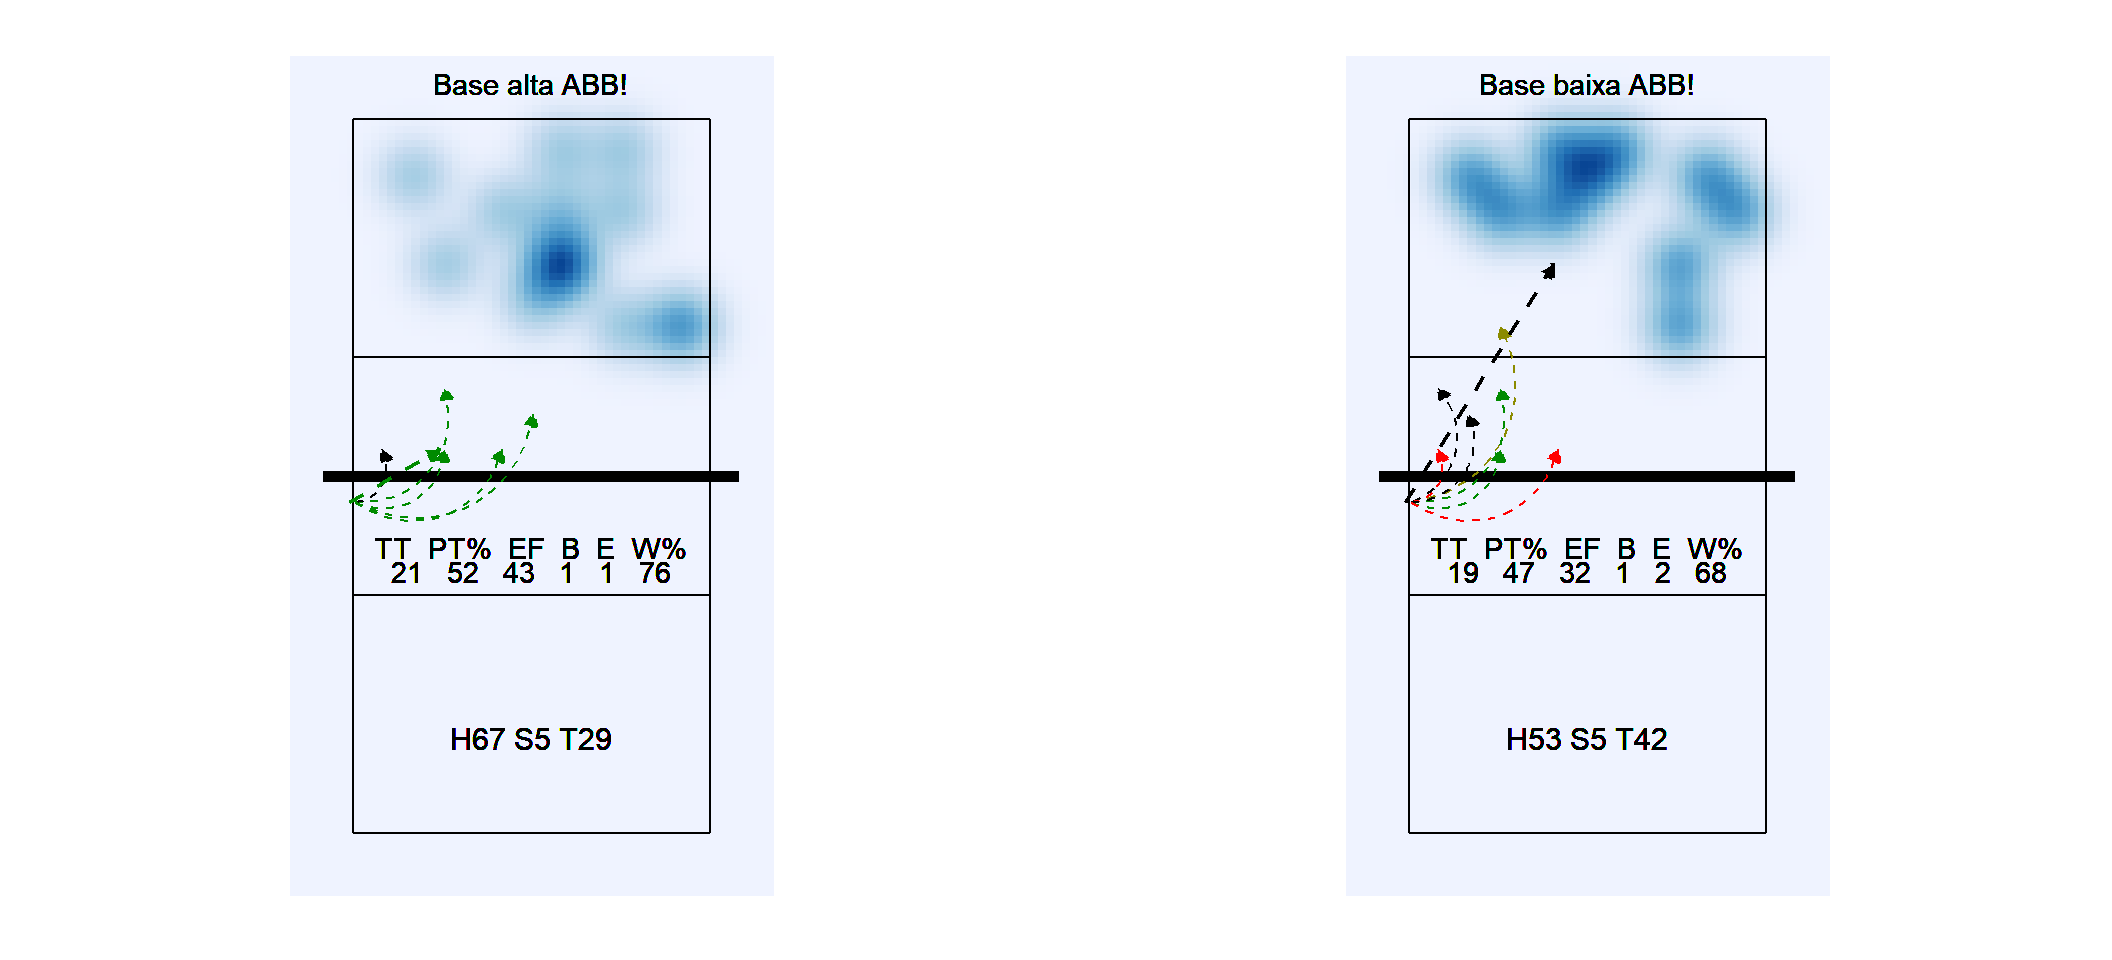 Base alta ABB!
TT PT% EF B E W%
21 52 43 1 1 76
H67 S5 T29
Base baixa ABB!
TT PT% EF B E W%
19 47 32 1 2 68
H53 S5 T42